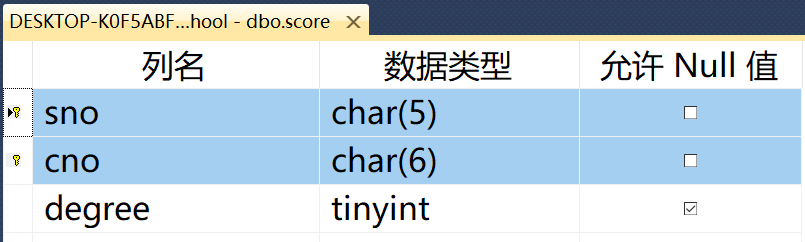 DESKTOP-K0F5ABF...hool - dbo.score
列名 数据类型 允许 Null 值
sno char(5)
cno char(6)
degree tinyint